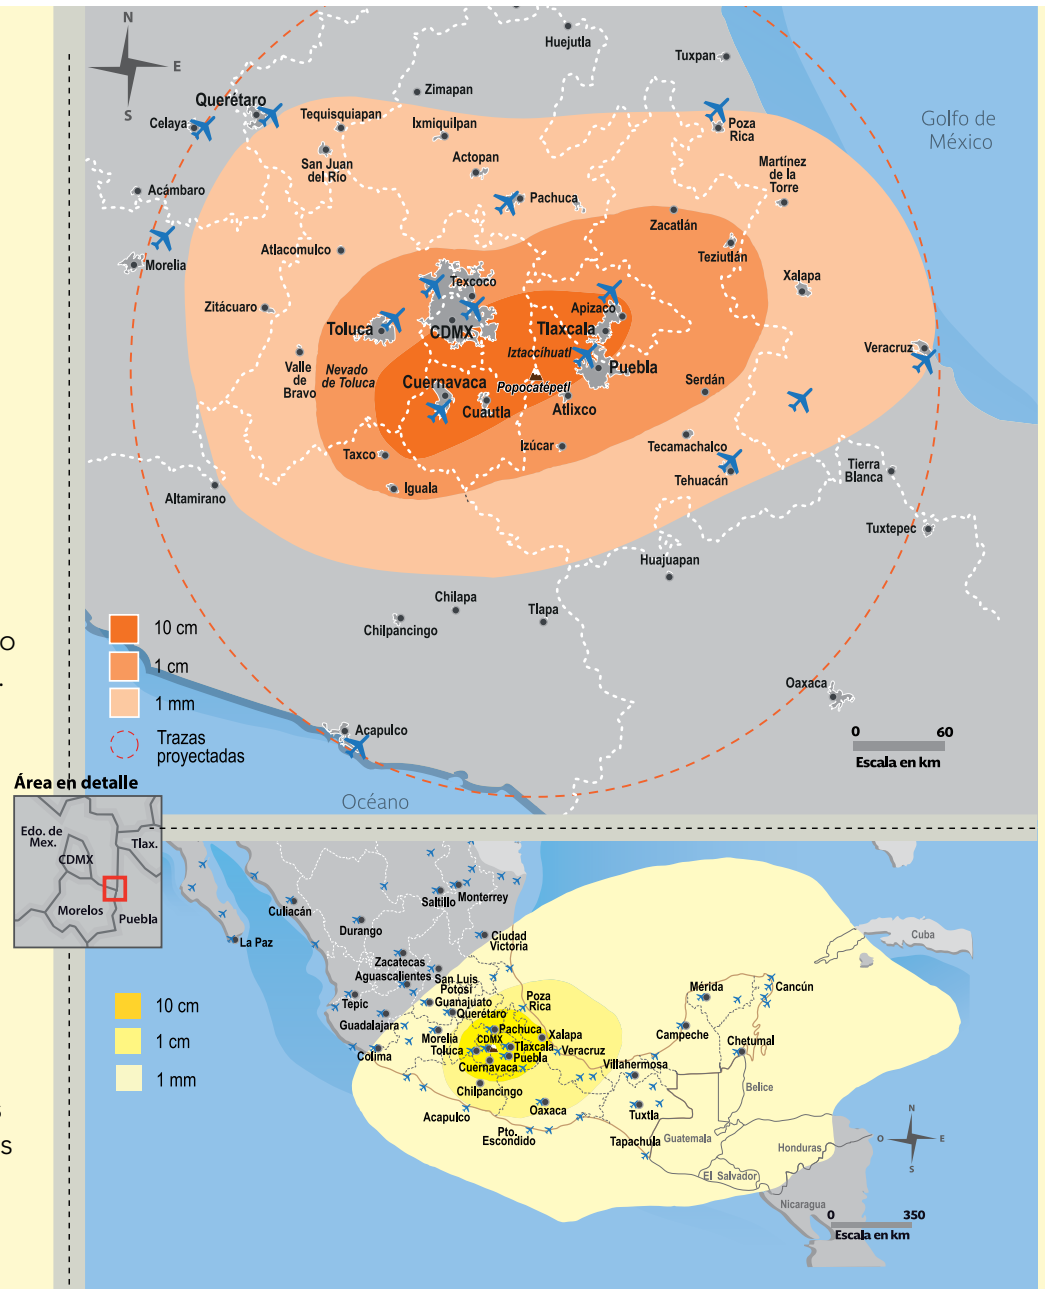 N
E
S
Huejutla
Tuxpan
Zimapan
Querétaro
Celaya
Tequisquiapan
Ixmiquilpan
Poza
Rica
Golfo de
México
San Juan
del Río
Actopan
Martínez
de la
Torre
Acámbaro
Pachuca
Zacatlán
Atlacomulco
Teziutlán
Morelia
Texcoco
Xalapa
Zitácuaro
Apizaco
Toluca
CDMX
Tlaxcala
Veracruz
Iztaccíhuatl
Valle
de
Bravo
Nevado
de Toluca
Puebla
Cuernavaca
Popocatépetl
Serdán
Cuautla
Atlixco
Taxco
Izúcar
Tecamachalco
Tierra
Blanca
Iguala
Tehuacán
Altamirano
Tuxtepec
Huajuapan
Chilapa
Tlapa
Chilpancingo
Oaxaca
Acapulco
10 cm
1 cm
1 mm
Trazas
proyectadas
0 60
Escala en km
Océano
o
.
Área en detalle
Edo. de
Mex.
CDMX
Tlax.
Morelos
Puebla
Culiacán
Saltillo
Monterrey
Durango
La Paz
Ciudad
Victoria
Cuba
Zacatecas
Aguascalientes
San Luis
Potosí
Tepic
Guanajuato
Querétaro
Poza
Rica
Mérida
Cancún
Guadalajara
Pachuca
Morelia
CDMX
Xalapa
Campeche
Toluca
Tlaxcala
Veracruz
Chetumal
Colima
Puebla
Cuernavaca
Villahermosa
Chilpancingo
Belice
Acapulco
Oaxaca
Tuxtla
Pto.
Escondido
Tapachula
Guatemala
Honduras
El Salvador
Nicaragua
N
O
E
S
0 350
Escala en km
10 cm
1 cm
1 mm
s
s